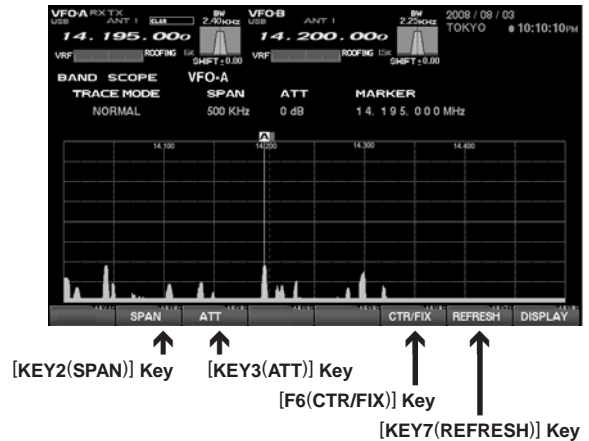 VFO-A RX TX
USB ANT 1 CLAR
BW
2.40KHz
VFO-B
USB ANT 1
BW
2.25KHz
2008 / 08 / 03
TOKYO 10:10:10PM
14. 195. 00o
14. 200. 00o
VRF ROOFING 6K SHIFT±0.00
VRF ROOFING 15K SHIFT±0.00
BAND SCOPE VFO-A
TRACE MODE SPAN ATT MARKER
NORMAL 500 KHz 0 dB 14. 195. 000 MHz
A
14.100 14.200 14.300 14.400
SPAN ATT CTR/FIX REFRESH DISPLAY
[KEY2(SPAN)] Key [KEY3(ATT)] Key
[F6(CTR/FIX)] Key
[KEY7(REFRESH)] Key